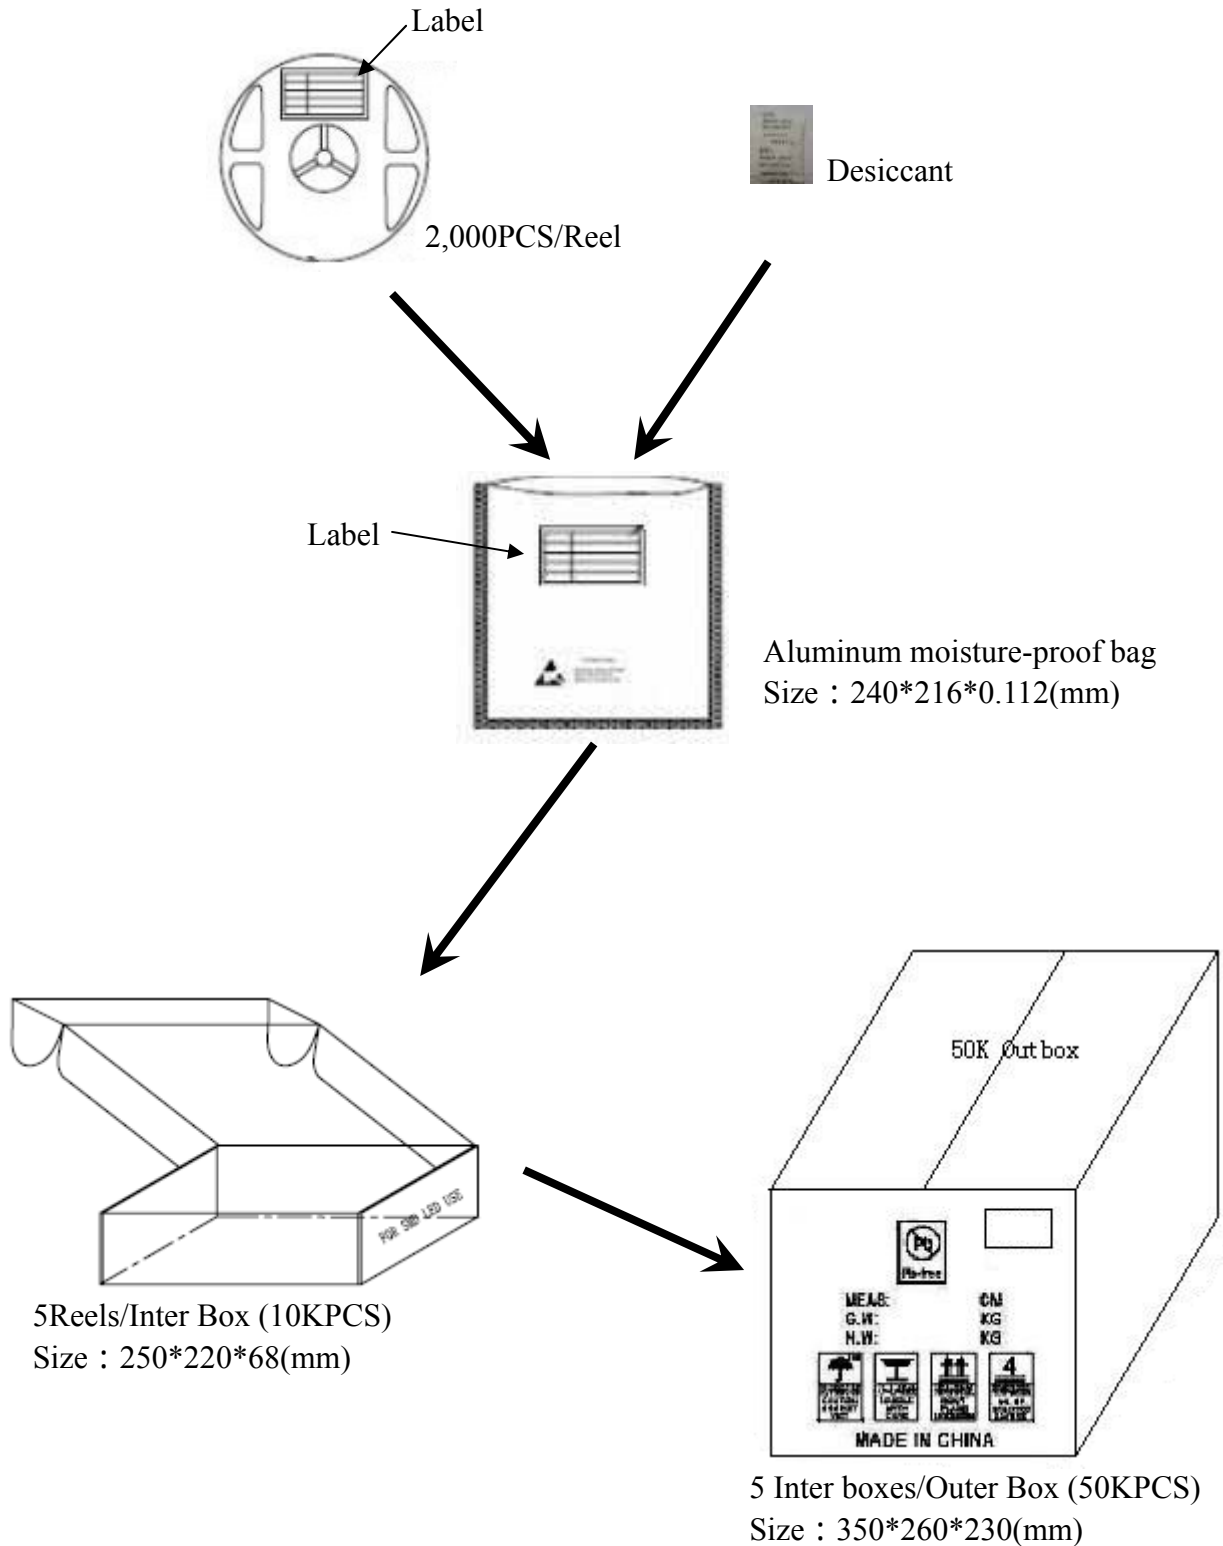 Label
Desiccant
2,000PCS/Reel
Label
Aluminum moisture-proof bag
Size：240*216*0.112(mm)
50K Outbox
FOR SMD LED USE
Pb
Pb-free
MEAS: CM
G.W: KG
N.W: KG
4
MADE IN CHINA
5Reels/Inter Box (10KPCS)
Size：250*220*68(mm)
5 Inter boxes/Outer Box (50KPCS)
Size：350*260*230(mm)